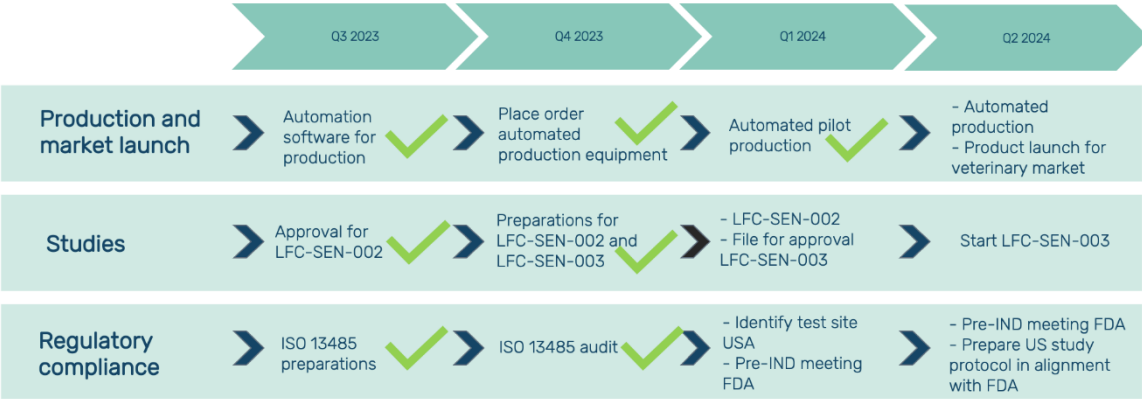 Q3 2023
Q4 2023
Q1 2024
Q2 2024
Production and
market launch
Automation
software for
production
Place order
automated
production equipment
Automated pilot
production
- Automated
production
- Product launch for
veterinary market
Studies
Approval for
LFC-SEN-002
Preparations for
LFC-SEN-002 and
LFC-SEN-003
- LFC-SEN-002
- File for approval
LFC-SEN-003
Start LFC-SEN-003
Regulatory
compliance
ISO 13485
preparations
ISO 13485 audit
- Identify test site
USA
- Pre-IND meeting
FDA
- Pre-IND meeting FDA
- Prepare US study
protocol in alignment
with FDA